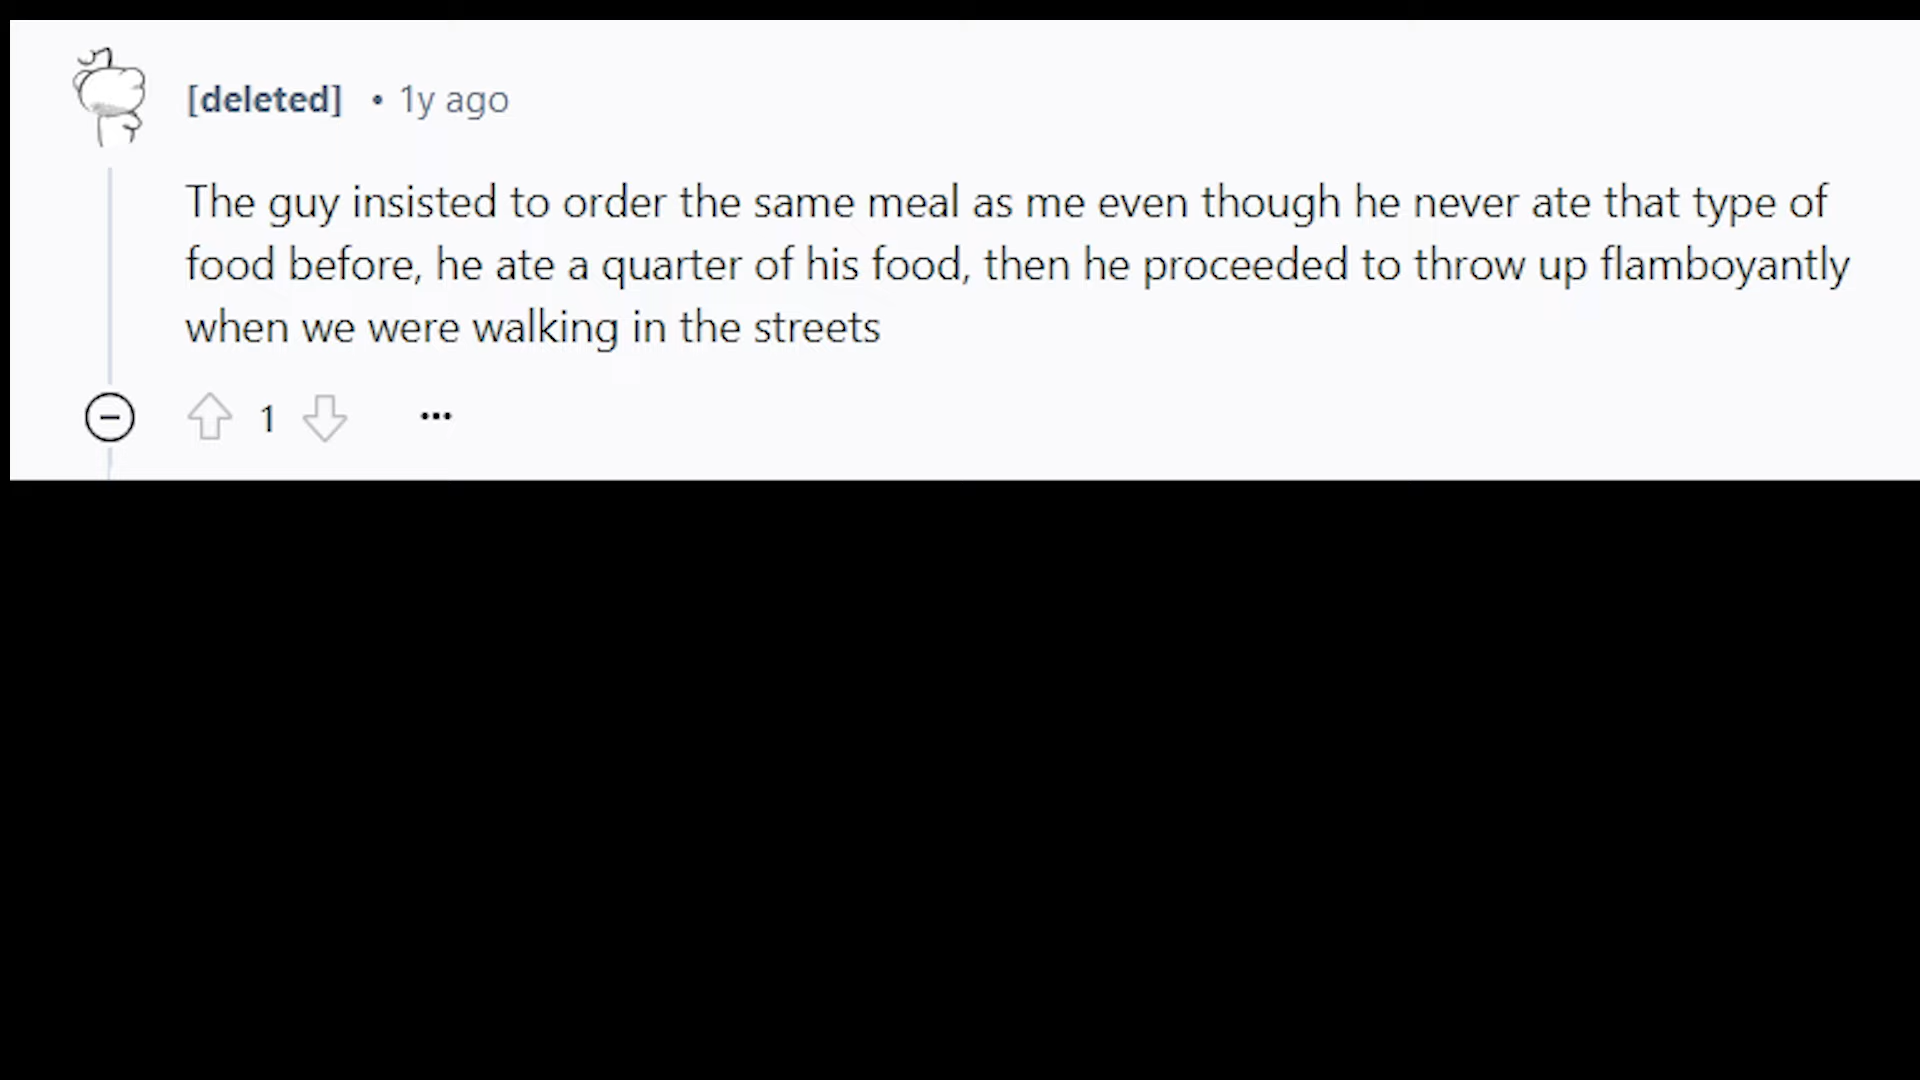 [deleted] • 1y ago
The guy insisted to order the same meal as me even though he never ate that type of
food before, he ate a quarter of his food, then he proceeded to throw up flamboyantly
when we were walking in the streets
1